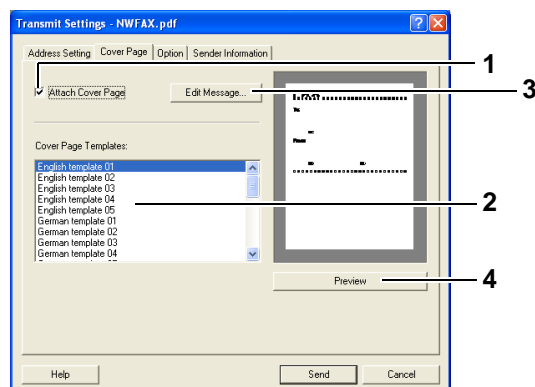 Transmit Settings - NWFAX.pdf
Address Setting Cover Page Option Sender Information
1
Attach Cover Page Edit Message...
3
FAX
To:
Cover Page Templates:
English template 01
English template 02
English template 03
English template 04
English template 05
German template 01
German template 02
German template 03
German template 04
2
Preview
4
Help Send Cancel